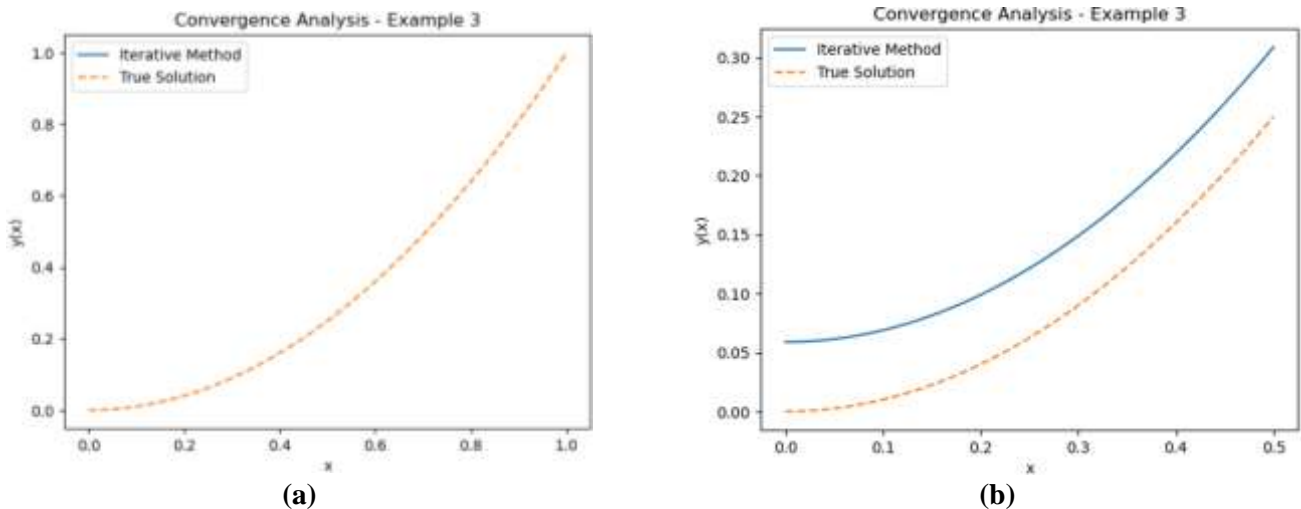 Convergence Analysis - Example 3
Iterative Method
True Solution
1.0
0.8
0.6
0.4
0.2
0.0
y(x)
0.0 0.2 0.4 0.6 0.8 1.0
x
(a)
Convergence Analysis - Example 3
Iterative Method
True Solution
0.30
0.25
0.20
0.15
0.10
0.05
0.00
y(x)
0.0 0.1 0.2 0.3 0.4 0.5
x
(b)